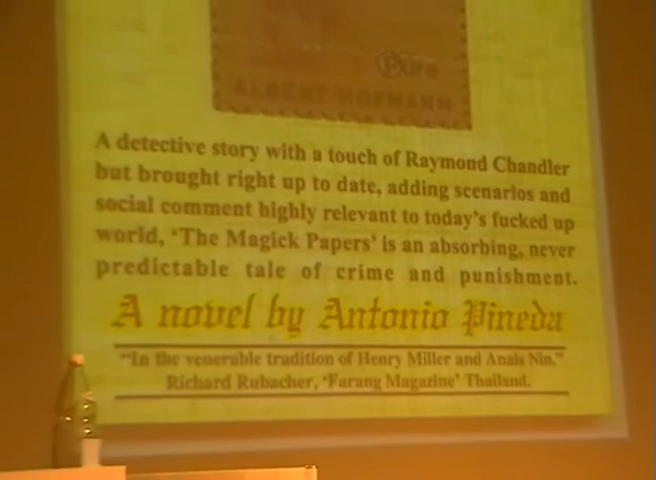 Pure
ALBERT HOFMANN
A detective story with a touch of Raymond Chandler
but brought right up to date, adding scenarios and
social comment highly relevant to today's fucked up
world, 'The Magick Papers' is an absorbing, never
predictable tale of crime and punishment.
A novel by Antonio Pineda
"In the venerable tradition of Henry Miller and Anais Nin."
Richard Rubacher, 'Farang Magazine' Thailand.